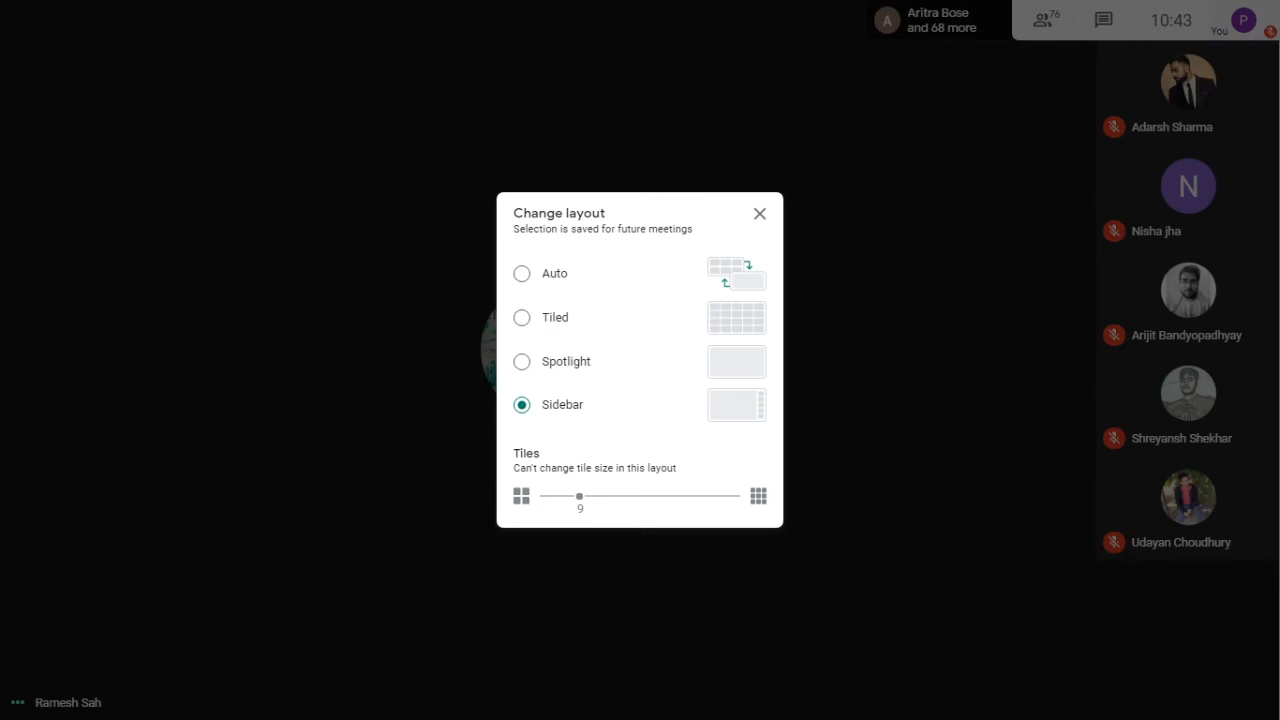 A
Aritra Bose
and 68 more
76
10:43
You
P
Adarsh Sharma
N
Nisha jha
Arijit Bandyopadhyay
Shreyansh Shekhar
Udayan Choudhury
Change layout
Selection is saved for future meetings
Auto
Tiled
Spotlight
Sidebar
Tiles
Can't change tile size in this layout
9
Ramesh Sah